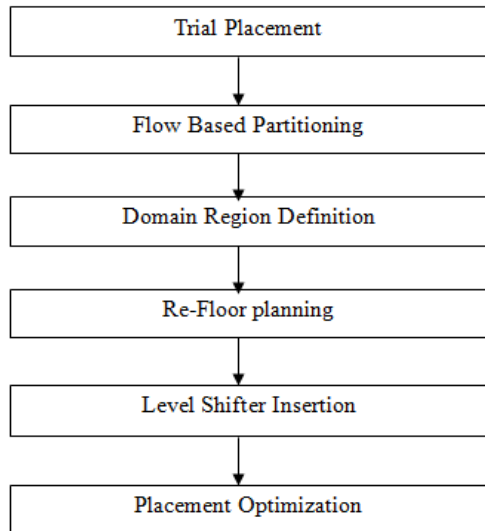 Trial Placement
Flow Based Partitioning
Domain Region Definition
Re-Floor planning
Level Shifter Insertion
Placement Optimization